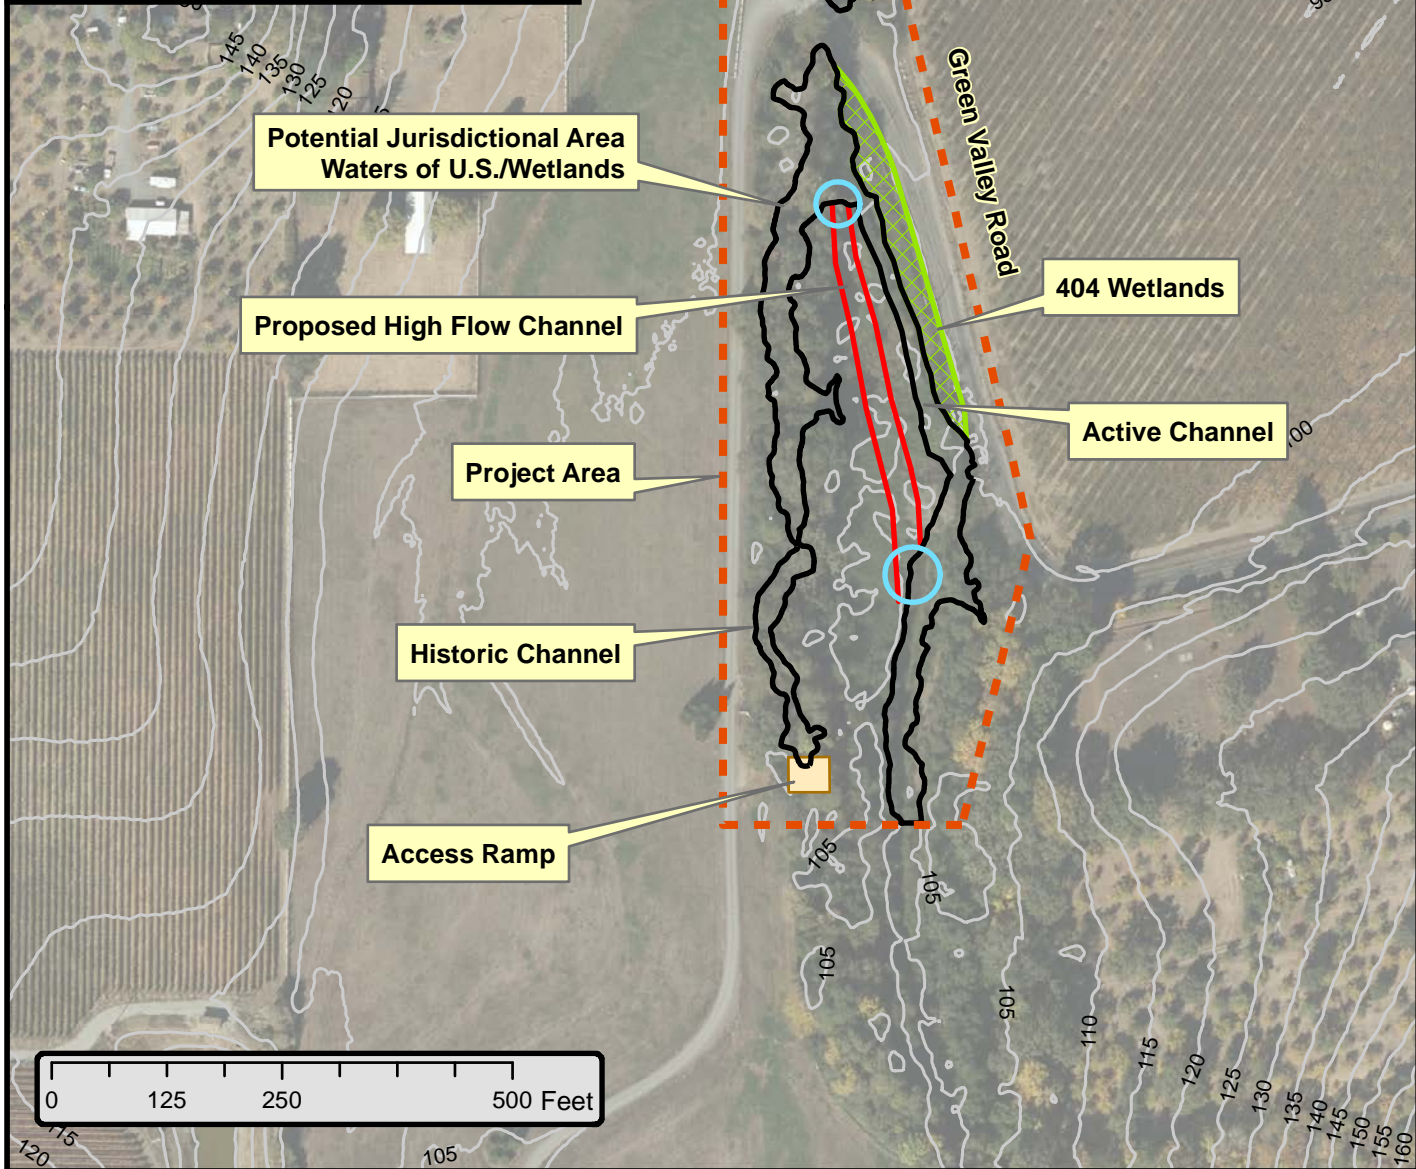 90
145
140
135
130
125
120
Green Valley Road
Potential Jurisdictional Area
Waters of U.S./Wetlands
404 Wetlands
Proposed High Flow Channel
Active Channel
100
Project Area
Historic Channel
Access Ramp
105
105
105
105
110
115
120
125
130
135
140
145
150
155
160
0
125
250
500 Feet
115
120
105